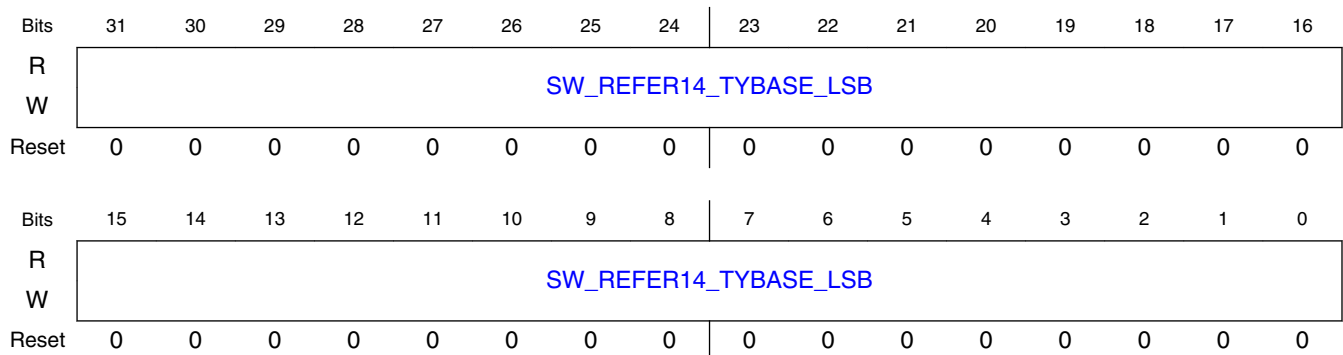 Bits 31 30 29 28 27 26 25 24 23 22 21 20 19 18 17 16
R
SW_REFER14_TYBASE_LSB
W
Reset 0 0 0 0 0 0 0 0 0 0 0 0 0 0 0 0
Bits 15 14 13 12 11 10 9 8 7 6 5 4 3 2 1 0
R
SW_REFER14_TYBASE_LSB
W
Reset 0 0 0 0 0 0 0 0 0 0 0 0 0 0 0 0